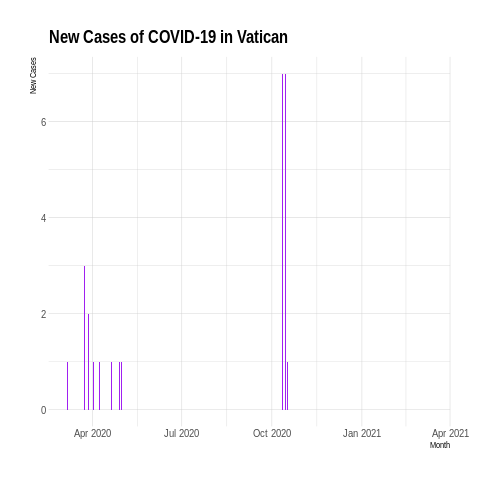 New Cases of COVID-19 in Vatican
New Cases
6
4
2
0
Apr 2020 Jul 2020 Oct 2020 Jan 2021 Apr 2021
Month